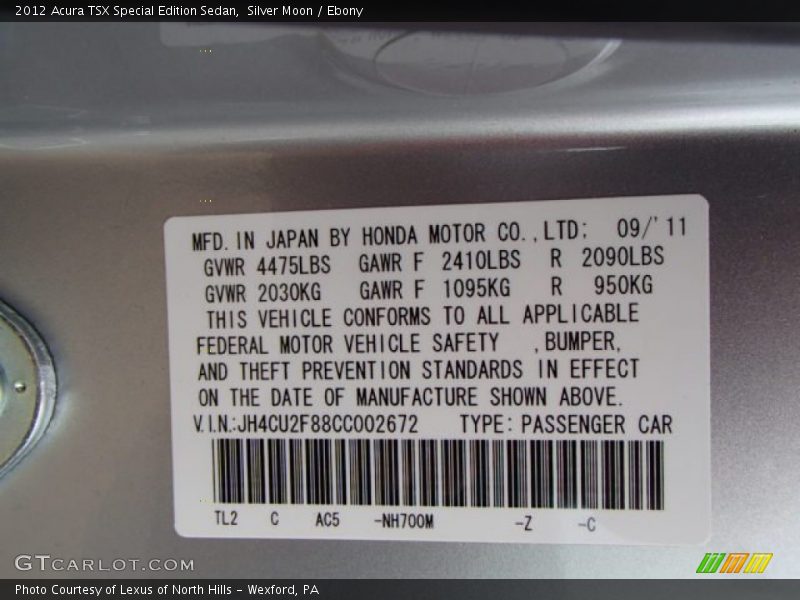 2012 Acura TSX Special Edition Sedan,  Silver Moon / Ebony
MFD. IN JAPAN BY HONDA MOTOR CO., LTD; 09/'11
GVWR 4475LBS GAWR F 2410LBS R 2090LBS
GVWR 2030KG GAWR F 1095KG R 950KG
THIS VEHICLE CONFORMS TO ALL APPLICABLE
FEDERAL MOTOR VEHICLE SAFETY ,BUMPER,
AND THEFT PREVENTION STANDARDS IN EFFECT
ON THE DATE OF MANUFACTURE SHOWN ABOVE.
V.I.N.:JH4CU2F88CC002672 TYPE: PASSENGER CAR
TL2 C AC5 -NH700M -Z -C
GTCARLOT.COM
Photo Courtesy of Lexus of North Hills - Wexford, PA